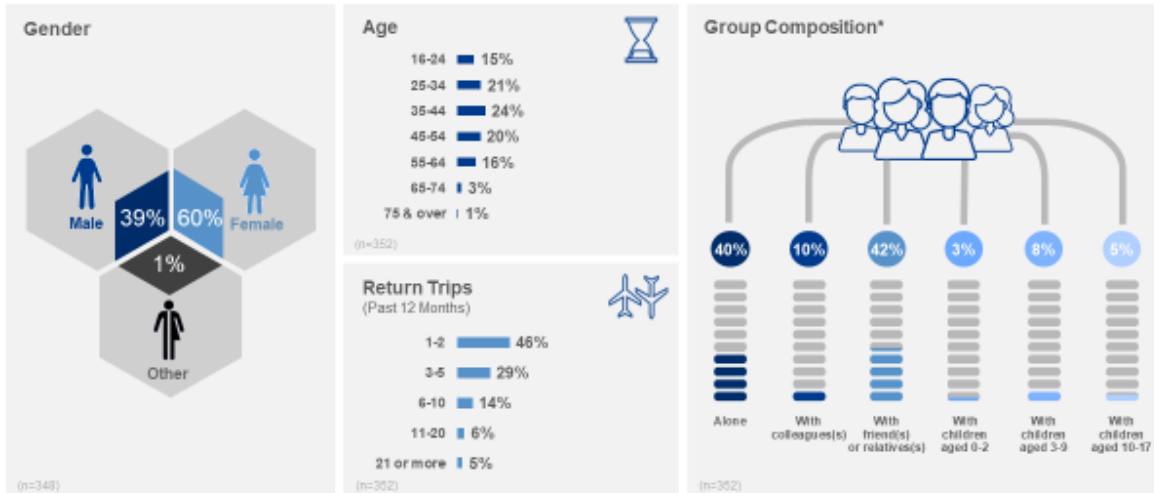 Gender
Male
39%
60%
Female
1%
Other
(n=348)
Age
16-24 15%
25-34 21%
35-44 24%
45-54 20%
55-64 16%
65-74 3%
75 & over 1%
(n=352)
Return Trips
(Past 12 Months)
1-2 46%
3-5 29%
6-10 14%
11-20 6%
21 or more 5%
(n=352)
Group Composition*
40% 10% 42% 3% 8% 5%
Alone
With
colleagues(s)
With
friend(s)
or relatives(s)
With
children
aged 0-2
With
children
aged 3-9
With
children
aged 10-17
(n=352)